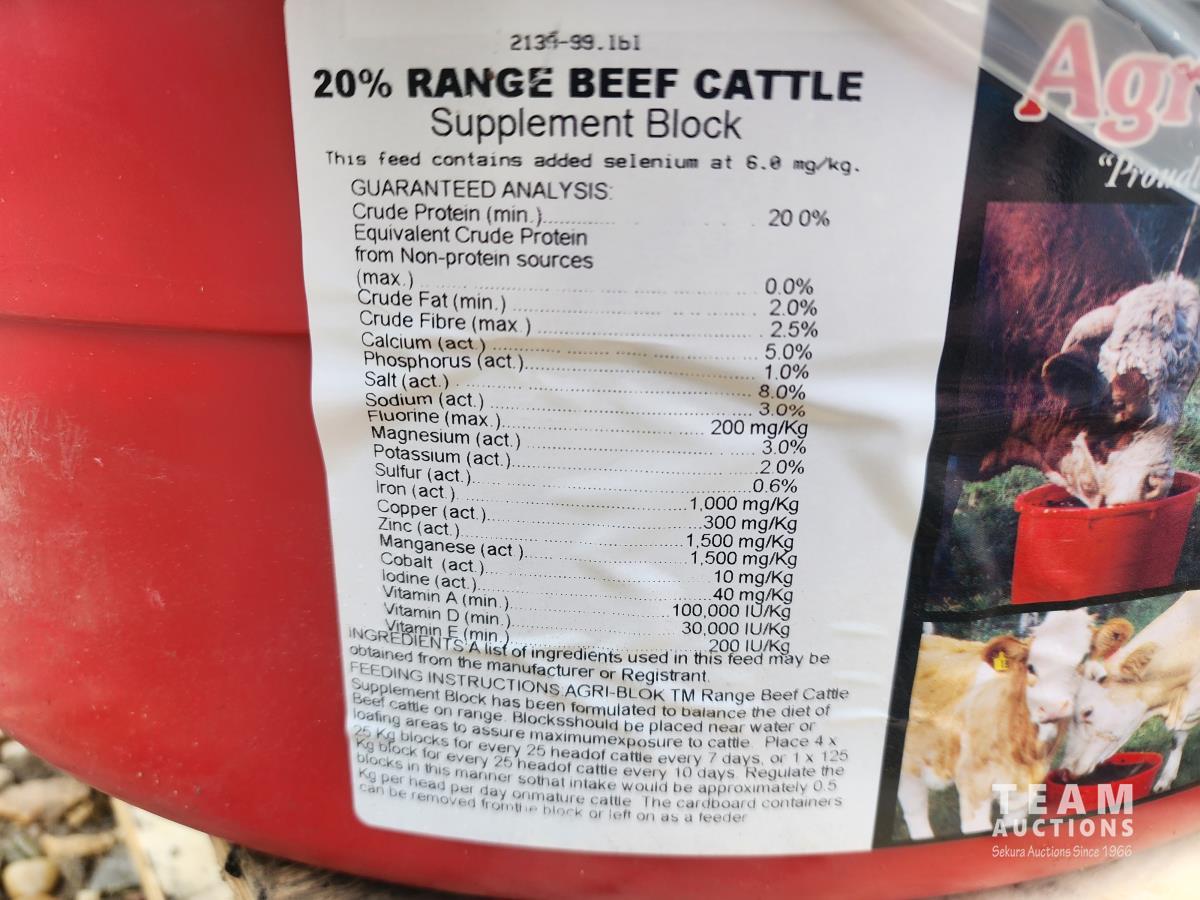 2139-99.lbl
20% RANGE BEEF CATTLE
Supplement Block
This feed contains added selenium at 6.0 mg/kg.
GUARANTEED ANALYSIS:
Crude Protein (min.) 20 0%
Equivalent Crude Protein
from Non-protein sources
(max.) 0.0%
Crude Fat (min.) 2.0%
Crude Fibre (max ) 2.5%
Calcium (act.) 5.0%
Phosphorus (act.) 1.0%
Salt (act.) 8.0%
Sodium (act.) 3.0%
Fluorine (max.) 200 mg/Kg
Magnesium (act.) 3.0%
Potassium (act.) 2.0%
Sulfur (act.) 0.6%
Iron (act.) 1,000 mg/Kg
Copper (act.) 300 mg/Kg
Zinc (act.) 1,500 mg/Kg
Manganese (act.) 1,500 mg/Kg
Cobalt (act.) 10 mg/Kg
Iodine (act.) 40 mg/Kg
Vitamin A (min.) 100,000 IU/Kg
Vitamin D (min.) 30,000 IU/Kg
Vitamin E (min.) 200 IU/Kg
INGREDIENTS A list of ingredients used in this feed may be
obtained from the manufacturer or Registrant.
FEEDING INSTRUCTIONS:AGRI-BLOK TM Range Beef Cattle
Supplement Block has been formulated to balance the diet of
Beef cattle on range. Blocksshould be placed near water or
loafing areas to assure maximumexposure to cattle. Place 4 x
25 Kg blocks for every 25 headof cattle every 7 days, or 1 x 125
Kg block for every 25 headof cattle every 10 days. Regulate the
blocks in this manner sothat intake would be approximately 0.5
Kg per head per day onmature cattle The cardboard containers
can be removed fromthe block or left on as a feeder
Agr
"Proud
TEAM
AUCTIONS
Sekura Auctions Since 1966